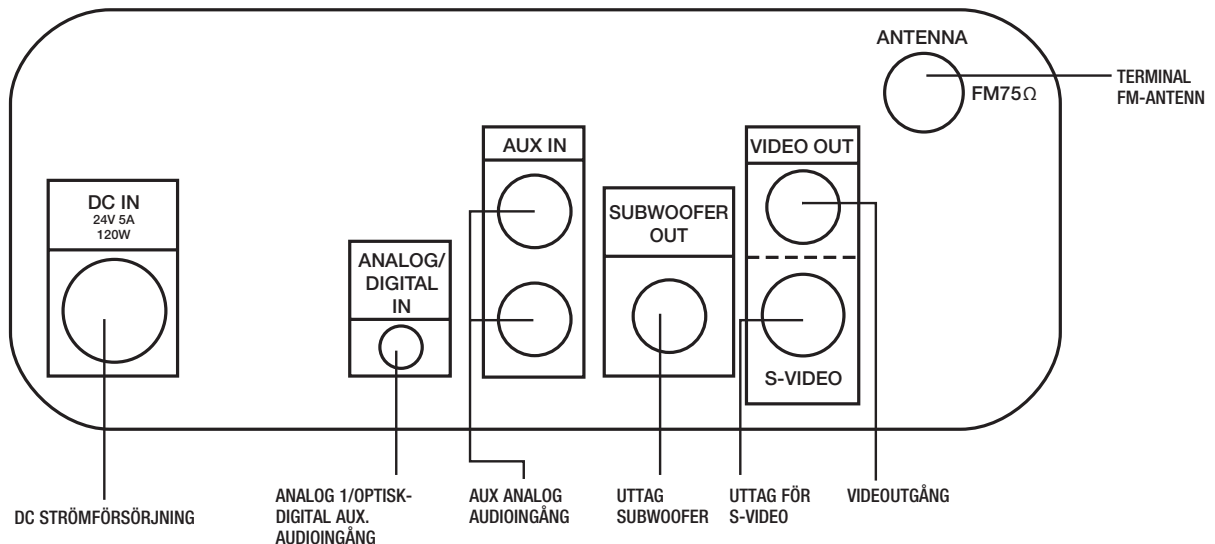 ANTENNA
FM75Ω
TERMINAL
FM-ANTENN
AUX IN
VIDEO OUT
DC IN
24V 5A
120W
SUBWOOFER
OUT
ANALOG/
DIGITAL
IN
S-VIDEO
DC STRÖMFÖRSÖRJNING
ANALOG 1/OPTISK-
DIGITAL AUX.
AUDIOINGÅNG
AUX ANALOG
AUDIOINGÅNG
UTTAG
SUBWOOFER
UTTAG FÖR
S-VIDEO
VIDEOUTGÅNG